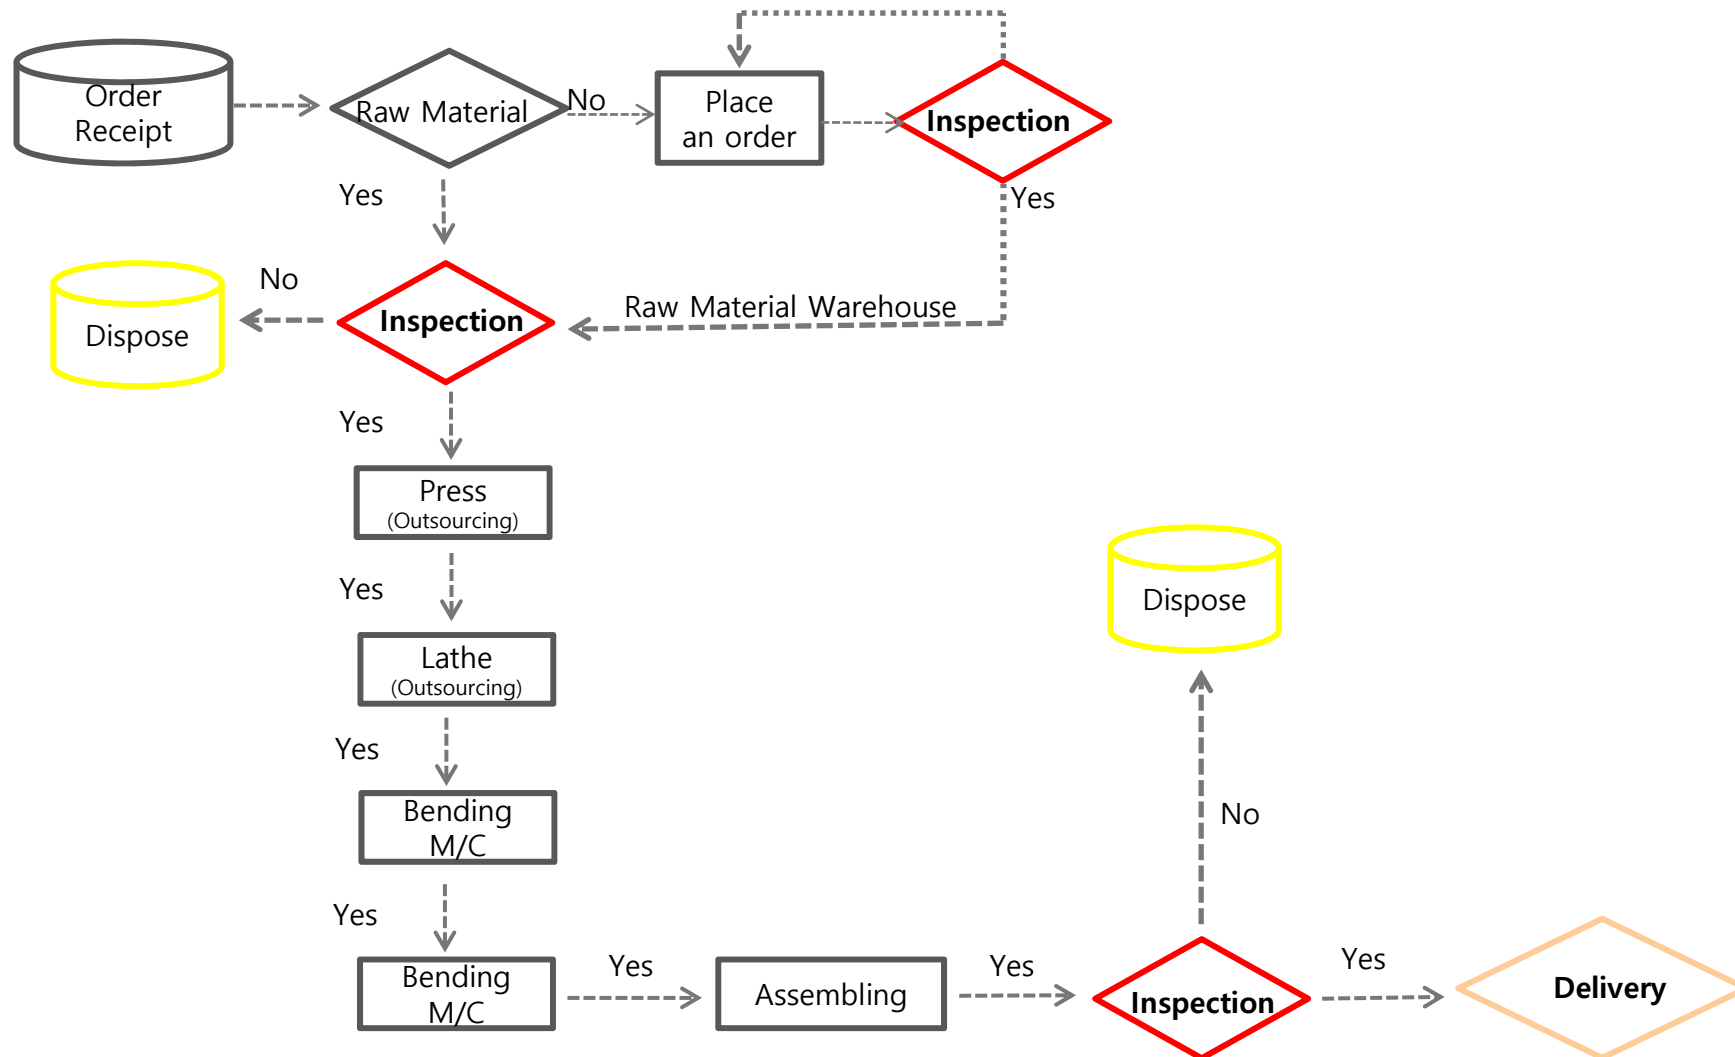 Order
Receipt
Raw Material
No
Place
an order
Inspection
Yes
Yes
No
Dispose
Inspection
Raw Material Warehouse
Yes
Press
(Outsourcing)
Yes
Lathe
(Outsourcing)
Yes
Bending
M/C
Yes
Bending
M/C
Yes
Assembling
Yes
Inspection
No
Dispose
Yes
Delivery